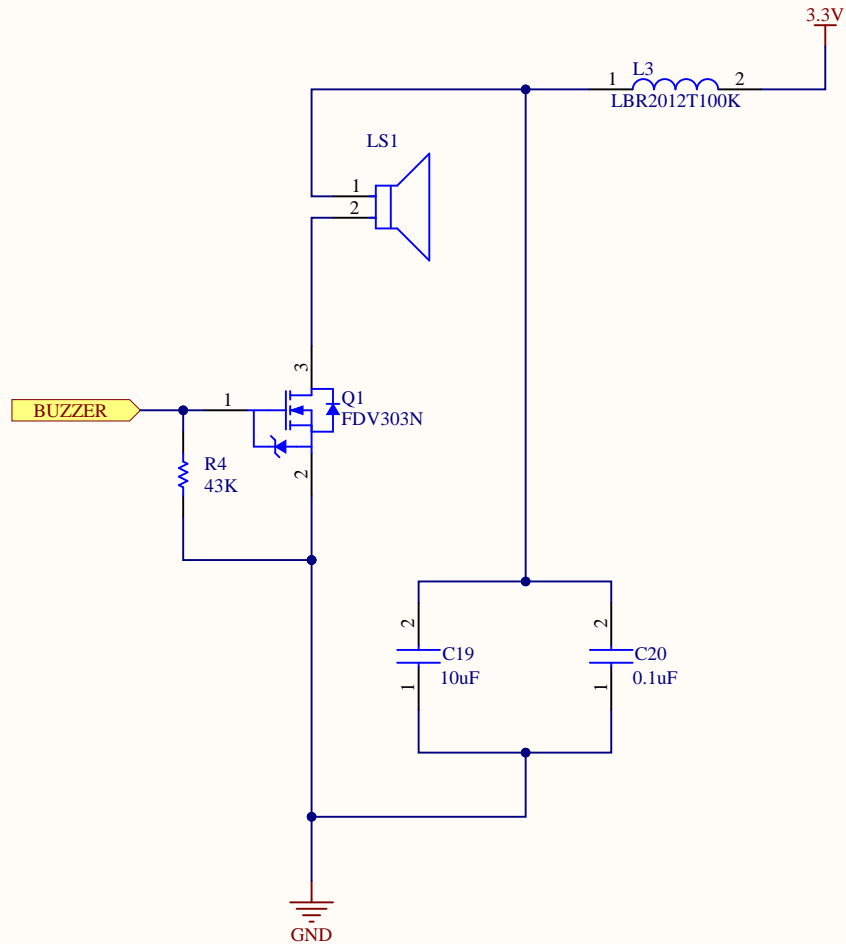 3.3V
L3
1
2
LBR2012T100K
LS1
1
2
3
1
Q1
FDV303N
BUZZER
R4
43K
2
2
2
C19
10uF
C20
0.1uF
1
1
GND